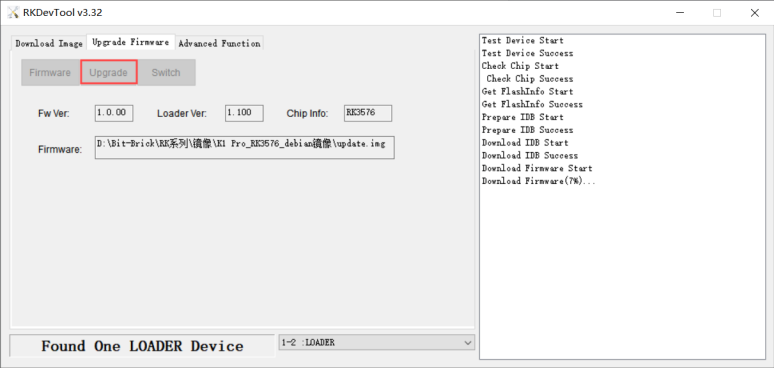 RKDevTool v3.32
Download Image Upgrade Firmware Advanced Function
Firmware Upgrade Switch
Fw Ver: 1.0.00 Loader Ver: 1.100 Chip Info: RK3576
Firmware: D:\Bit-Brick\RK系列\镜像\K1 Pro_RK3576_debian镜像\update.img
Found One LOADER Device
1-2 :LOADER
Test Device Start
Test Device Success
Check Chip Start
Check Chip Success
Get FlashInfo Start
Get FlashInfo Success
Prepare IDB Start
Prepare IDB Success
Download IDB Start
Download IDB Success
Download Firmware Start
Download Firmware(7%)...